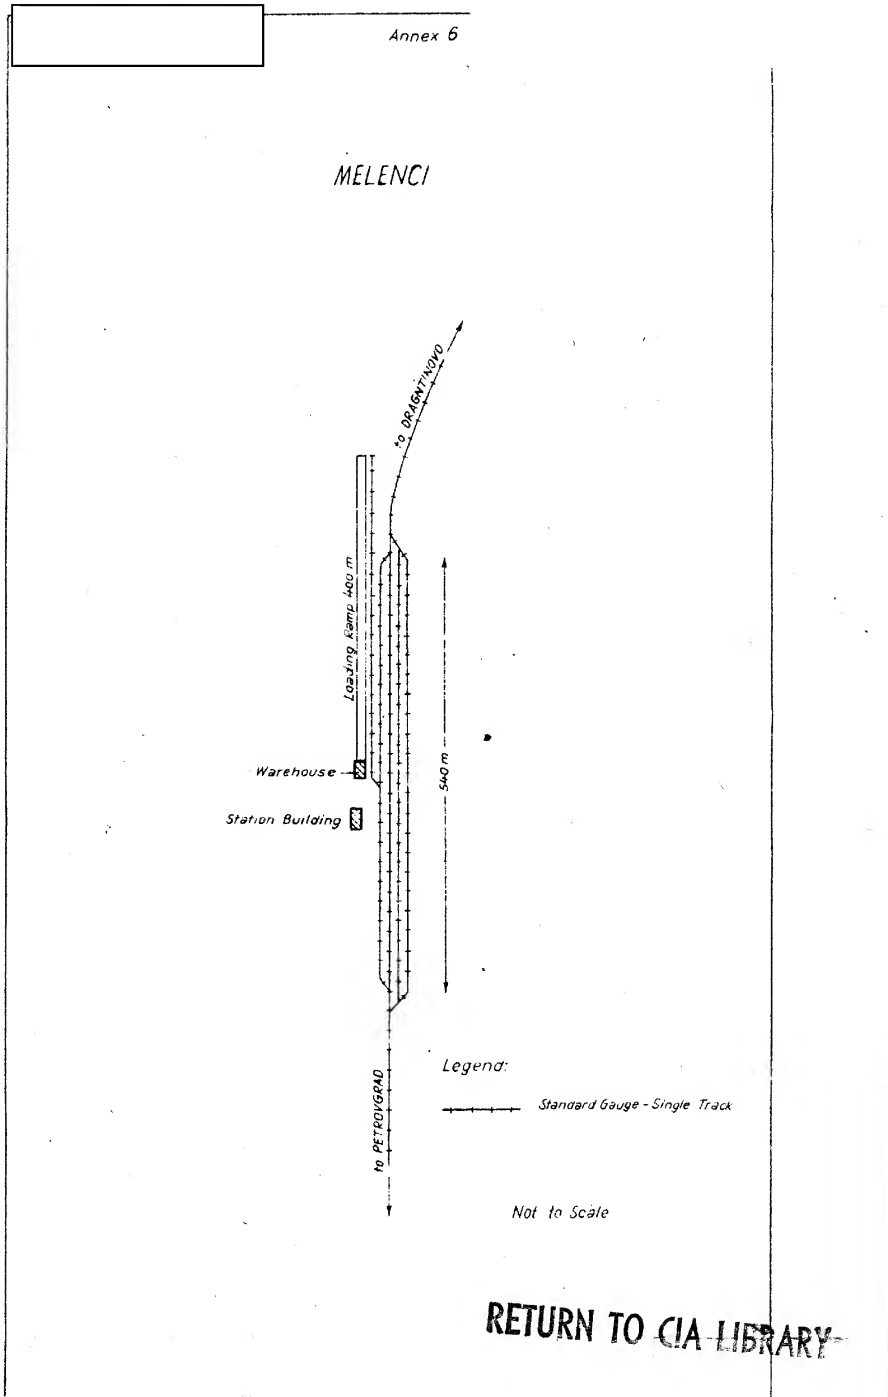 Annex 6
MELENCI
to DRAGNTINOVO
Loading Ramp 400 m
Warehouse
540 m
Station Building
Legend:
Standard Gauge - Single Track
to PETROVGRAD
Not to Scale
RETURN TO CIA LIBRARY